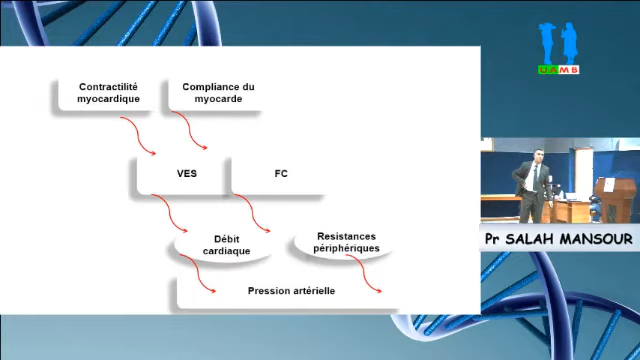 Contractilité
myocardique
Compliance du
myocarde
VES
FC
Débit
cardiaque
Resistances
périphériques
Pression artérielle
UAMB
Pr SALAH MANSOUR